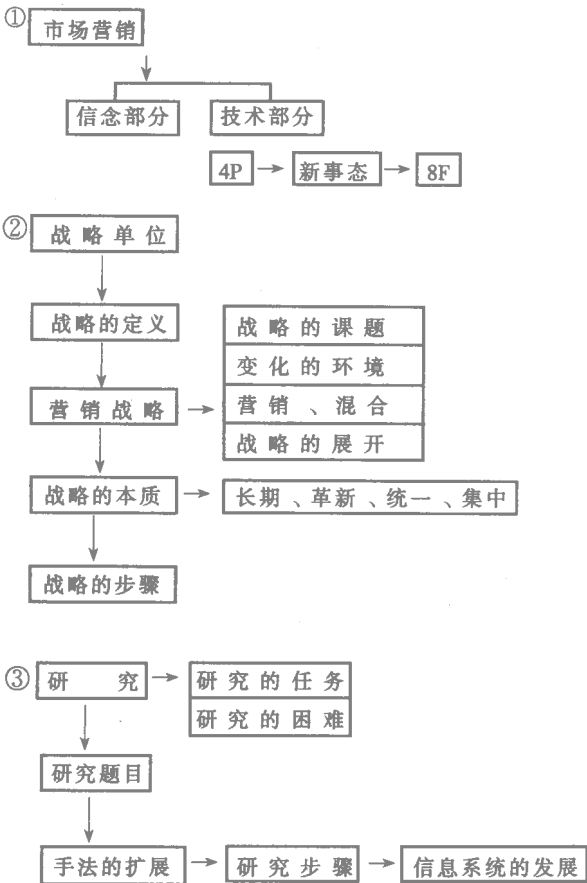 ① 市场营销
信念部分 技术部分
4P → 新事态 → 8F
② 战略单位
战略的定义
战略的课题
变化的环境
营销战略 → 营销、混合
战略的展开
战略的本质 → 长期、革新、统一、集中
战略的步骤
③ 研究 → 研究的任务
研究的困难
研究题目
手法的扩展 → 研究步骤 → 信息系统的发展